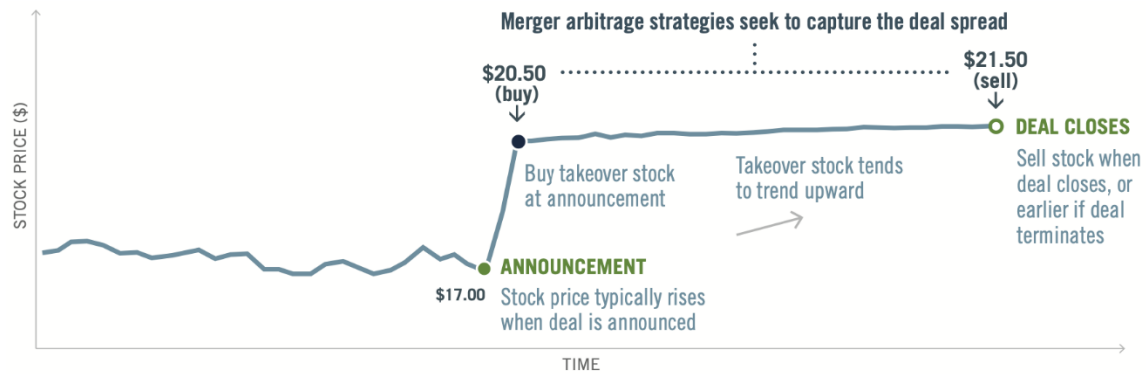 Merger arbitrage strategies seek to capture the deal spread
$20.50
(buy)
$21.50
(sell)
STOCK PRICE ($)
DEAL CLOSES
Buy takeover stock
at announcement
Takeover stock tends
to trend upward
Sell stock when
deal closes, or
earlier if deal
terminates
ANNOUNCEMENT
$17.00
Stock price typically rises
when deal is announced
TIME